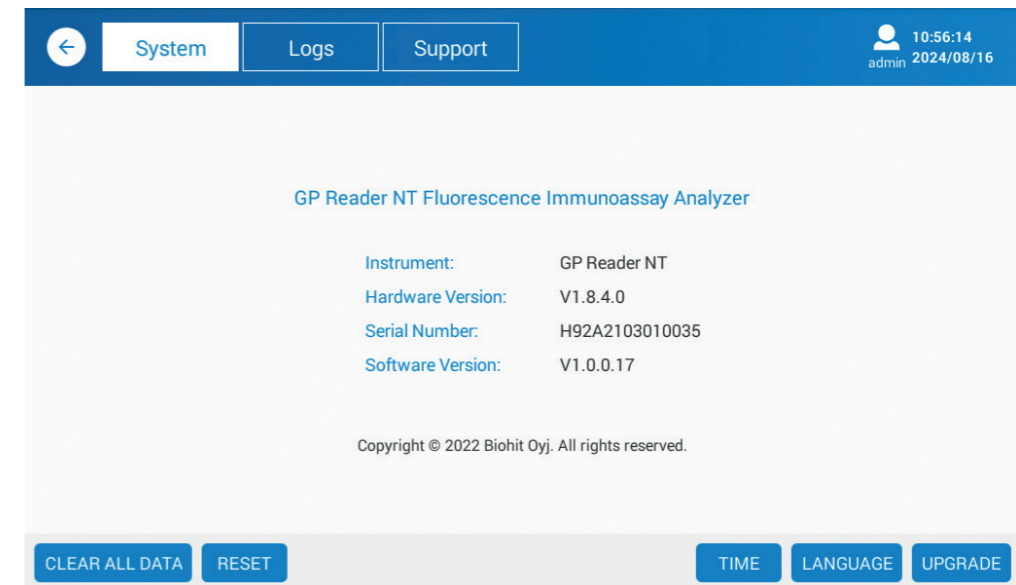 System Logs Support 10:56:14
admin 2024/08/16
GP Reader NT Fluorescence Immunoassay Analyzer
Instrument: GP Reader NT
Hardware Version: V1.8.4.0
Serial Number: H92A2103010035
Software Version: V1.0.0.17
Copyright © 2022 Biohit Oyj. All rights reserved.
CLEAR ALL DATA RESET TIME LANGUAGE UPGRADE